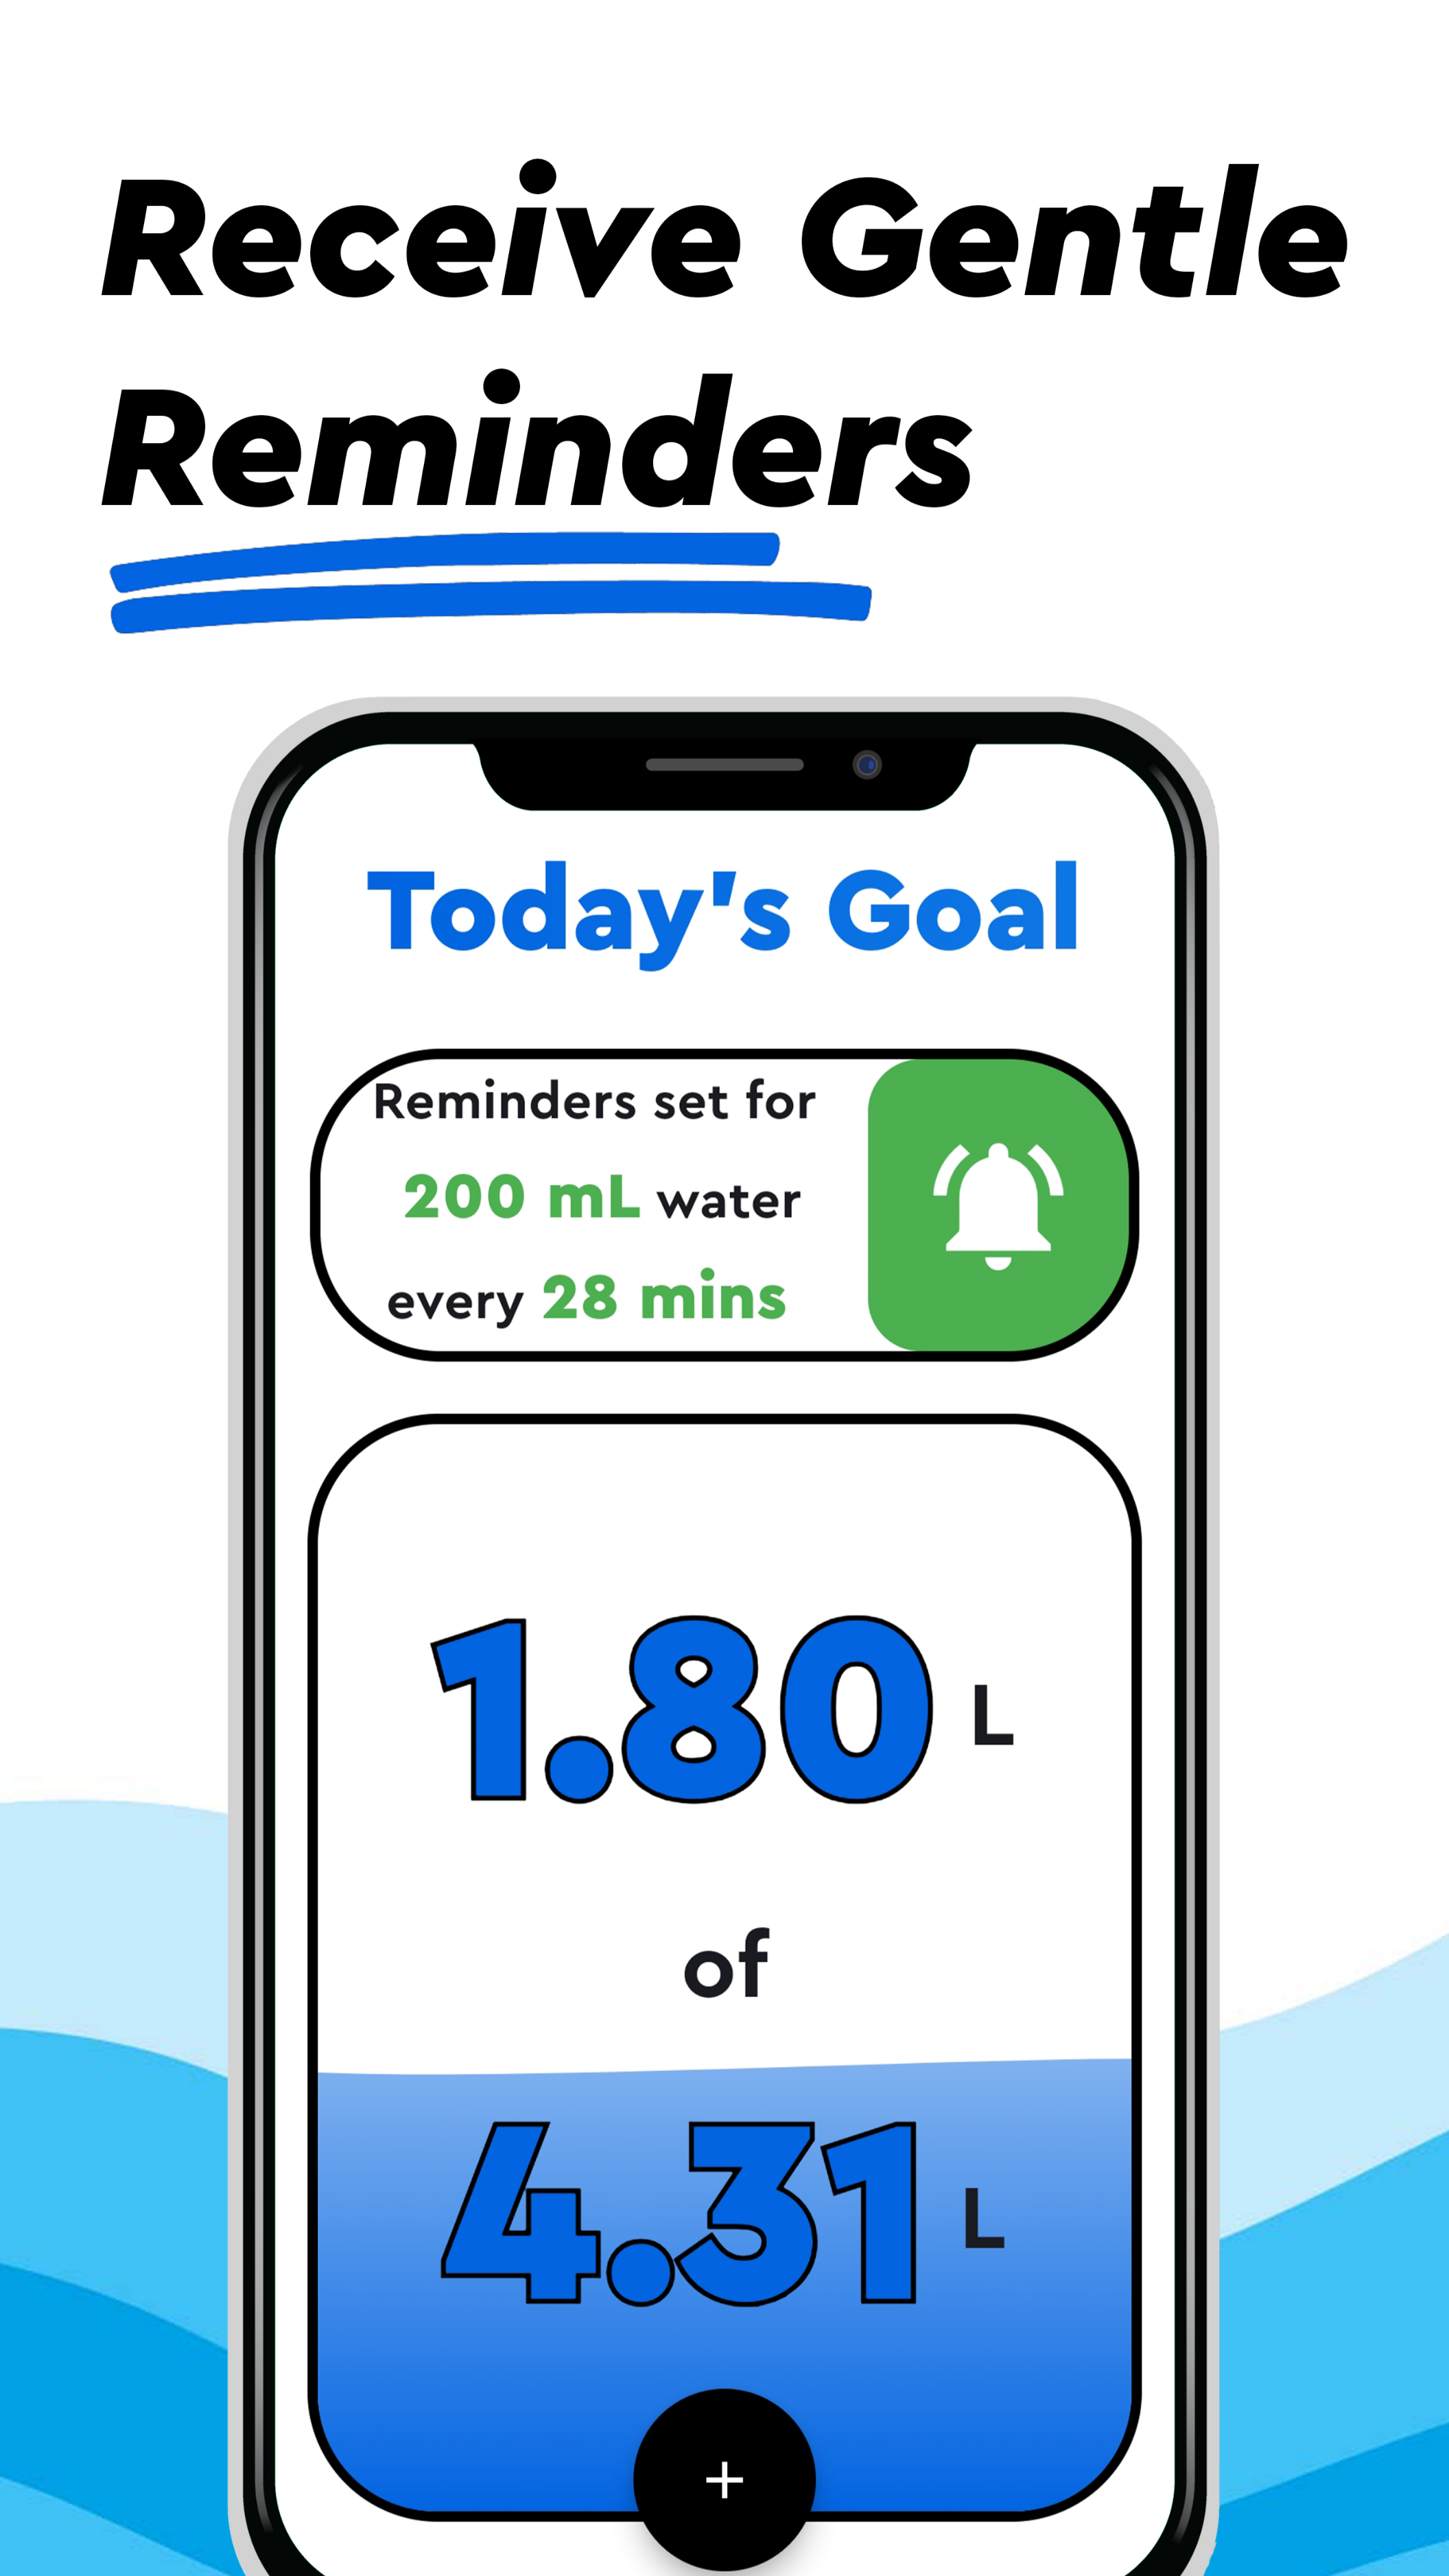 Receive Gentle
Reminders
Today's Goal
Reminders set for
200 mL water
every 28 mins
1.80 L
of
4.31 L
+